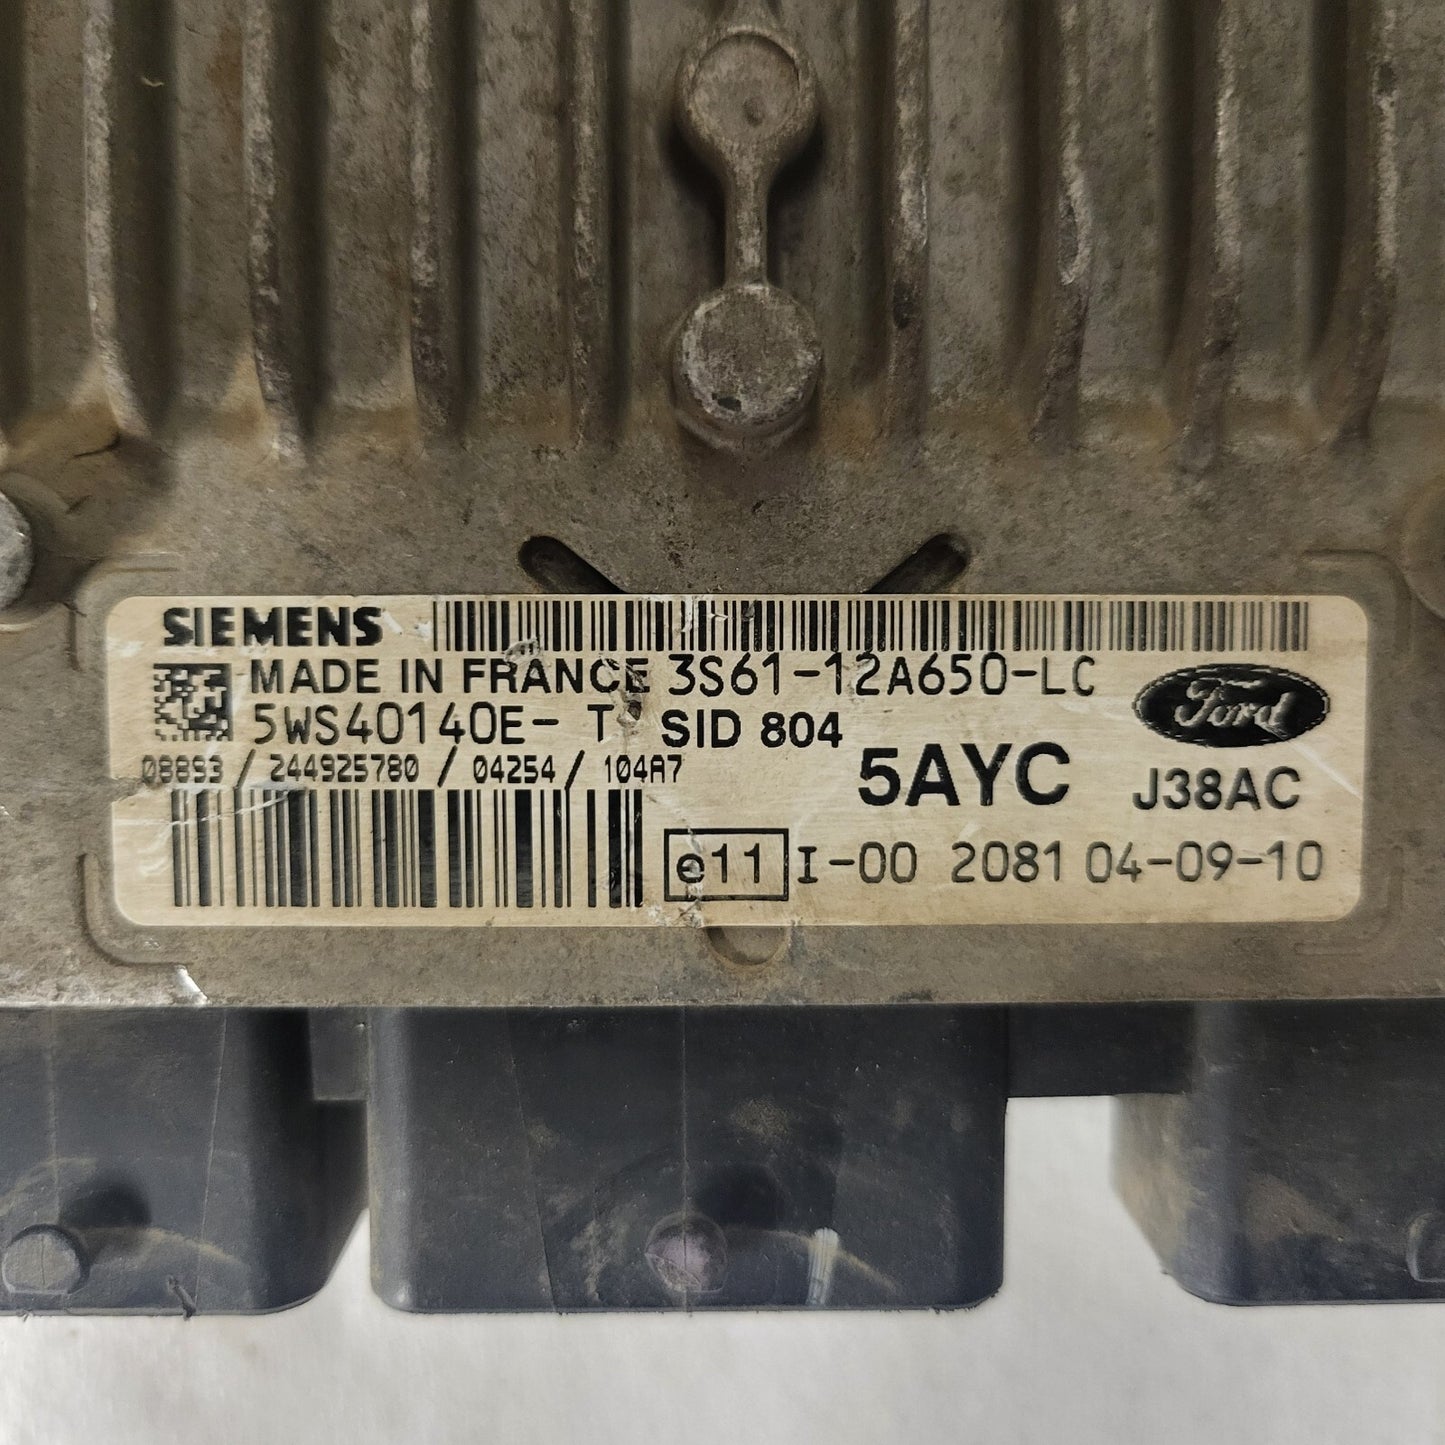 SIEMENS
MADE IN FRANCE 3S61-12A650-LC
Ford
5WS40140E- T SID 804
08893 / 244925780 / 04254 / 104A7
5AYC J38AC
e11 I-00 2081 04-09-10